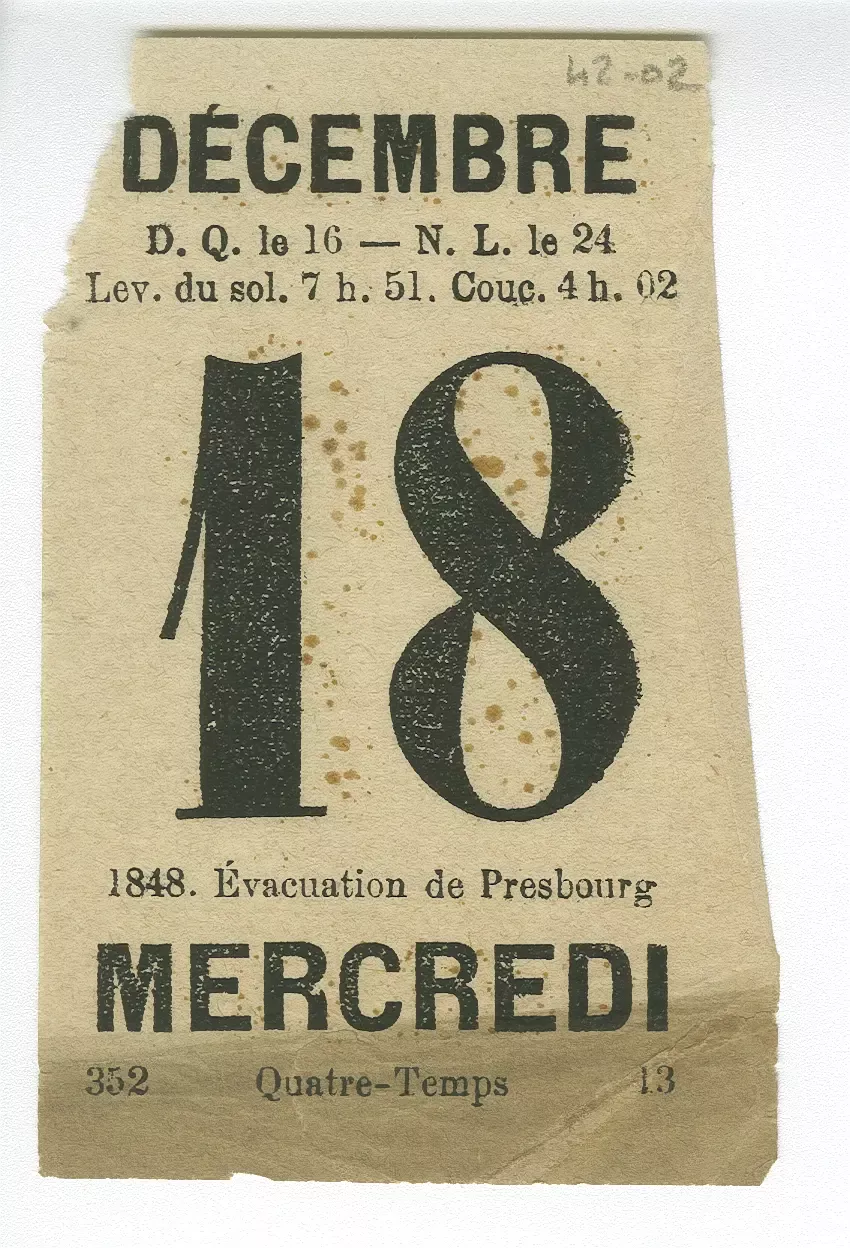 42-02
DÉCEMBRE
D. Q. le 16 — N. L. le 24
Lev. du sol. 7 h. 51. Couc. 4 h. 02
18
1848. Évacuation de Presbourg
MERCREDI
352 Quatre-Temps 13